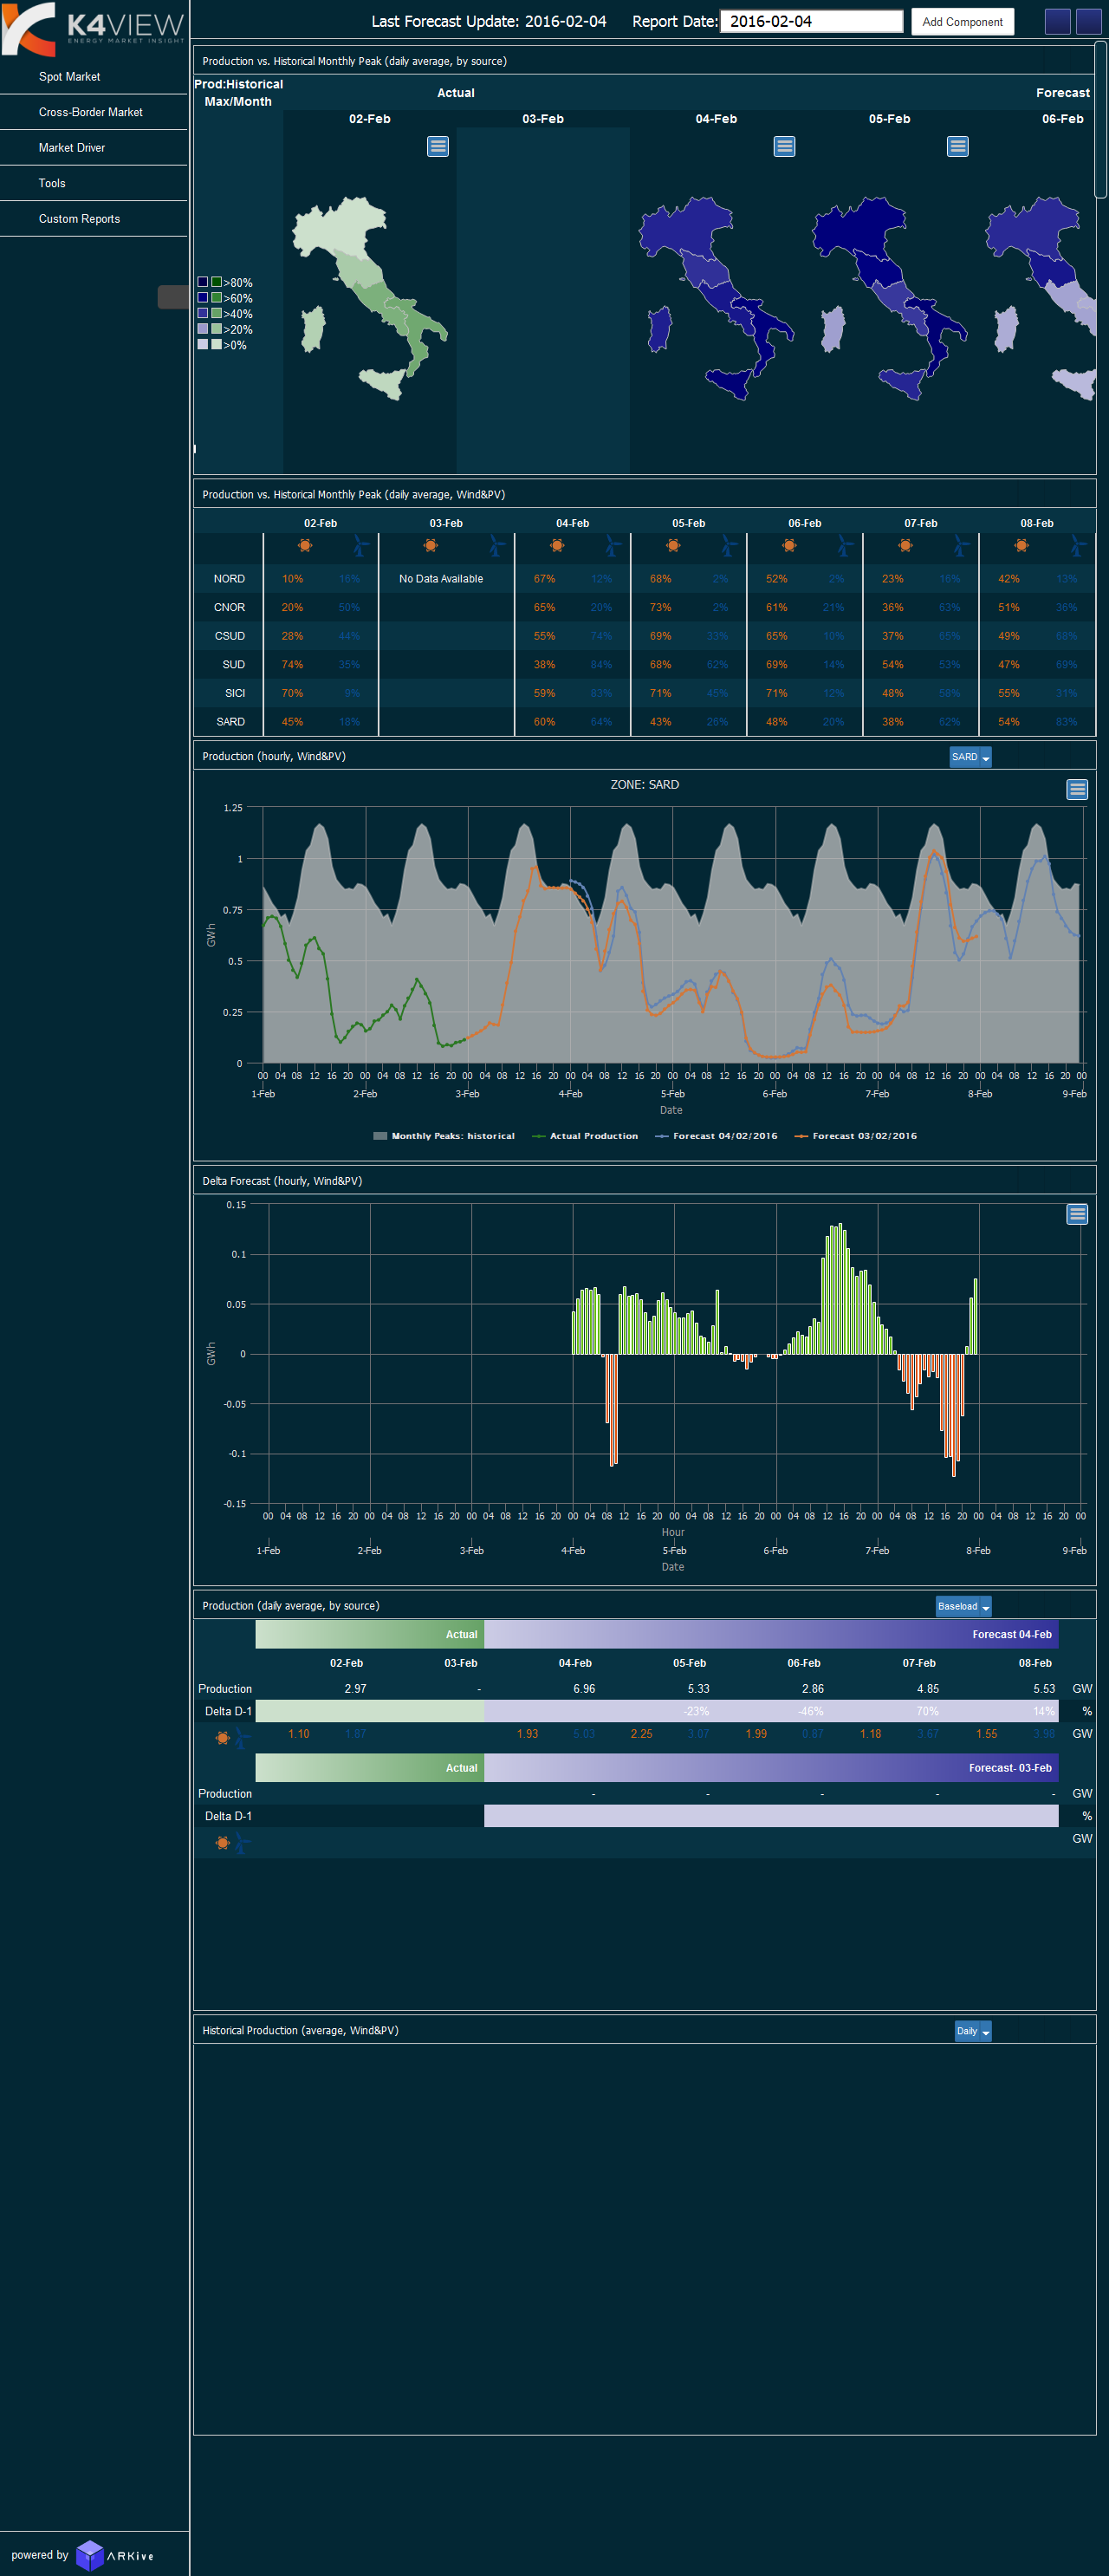 K4VIEW
ENERGY MARKET INSIGHT
Last Forecast Update: 2016-02-04 Report Date: 2016-02-04 Add Component
Spot Market
Cross-Border Market
Market Driver
Tools
Custom Reports
powered by ARKive
Production vs. Historical Monthly Peak (daily average, by source)
Prod:Historical
Max/Month
Actual Forecast
02-Feb 03-Feb 04-Feb 05-Feb 06-Feb
>80%
>60%
>40%
>20%
>0%
Production vs. Historical Monthly Peak (daily average, Wind&PV)
02-Feb 03-Feb 04-Feb 05-Feb 06-Feb 07-Feb 08-Feb
NORD 10% 16% No Data Available 67% 12% 68% 2% 52% 2% 23% 16% 42% 13%
CNOR 20% 50% 65% 20% 73% 2% 61% 21% 36% 63% 51% 36%
CSUD 28% 44% 55% 74% 69% 33% 65% 10% 37% 65% 49% 68%
SUD 74% 35% 38% 84% 68% 62% 69% 14% 54% 53% 47% 69%
SICI 70% 9% 59% 83% 71% 45% 71% 12% 48% 58% 55% 31%
SARD 45% 18% 60% 64% 43% 26% 48% 20% 38% 62% 54% 83%
Production (hourly, Wind&PV) SARD
ZONE: SARD
1.25
1
0.75
0.5
0.25
0
GWh
00 04 08 12 16 20 00 04 08 12 16 20 00 04 08 12 16 20 00 04 08 12 16 20 00 04 08 12 16 20 00 04 08 12 16 20 00 04 08 12 16 20 00 04 08 12 16 20 00
1-Feb 2-Feb 3-Feb 4-Feb 5-Feb 6-Feb 7-Feb 8-Feb 9-Feb
Date
Monthly Peaks: historical Actual Production Forecast 04/02/2016 Forecast 03/02/2016
Delta Forecast (hourly, Wind&PV)
0.15
0.1
0.05
0
-0.05
-0.1
-0.15
GWh
00 04 08 12 16 20 00 04 08 12 16 20 00 04 08 12 16 20 00 04 08 12 16 20 00 04 08 12 16 20 00 04 08 12 16 20 00 04 08 12 16 20 00 04 08 12 16 20 00
Hour
1-Feb 2-Feb 3-Feb 4-Feb 5-Feb 6-Feb 7-Feb 8-Feb 9-Feb
Date
Production (daily average, by source) Baseload
Actual Forecast 04-Feb
02-Feb 03-Feb 04-Feb 05-Feb 06-Feb 07-Feb 08-Feb
Production 2.97 - 6.96 5.33 2.86 4.85 5.53 GW
Delta D-1 -23% -46% 70% 14% %
1.10 1.87 1.93 5.03 2.25 3.07 1.99 0.87 1.18 3.67 1.55 3.98 GW
Actual Forecast- 03-Feb
Production - - - - - GW
Delta D-1 %
GW
Historical Production (average, Wind&PV) Daily